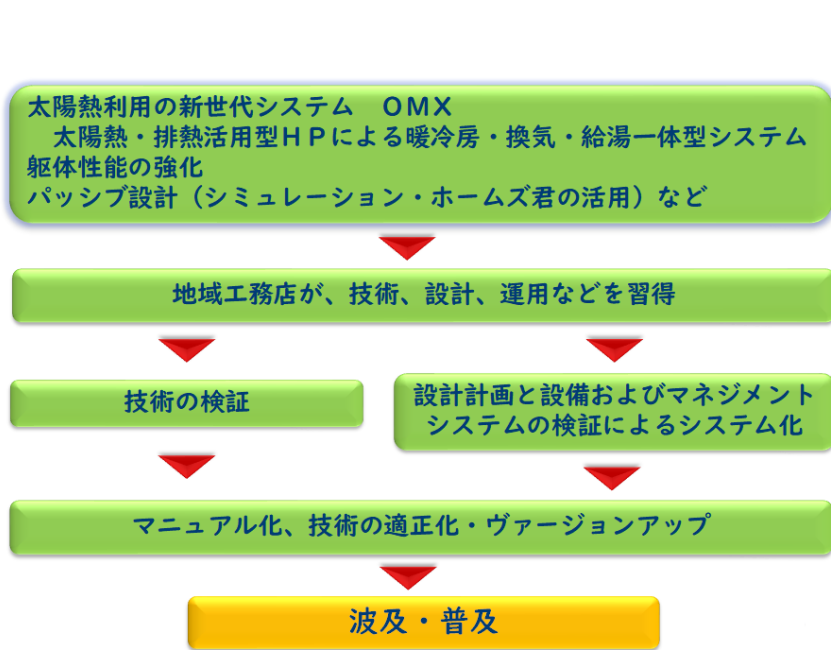 太陽熱利用の新世代システム　ＯＭＸ
　太陽熱・排熱活用型ＨＰによる暖冷房・換気・給湯一体型システム
躯体性能の強化
パッシブ設計（シミュレーション・ホームズ君の活用）など
地域工務店が、技術、設計、運用などを習得
技術の検証
設計計画と設備およびマネジメント
システムの検証によるシステム化
マニュアル化、技術の適正化・ヴァージョンアップ
波及・普及